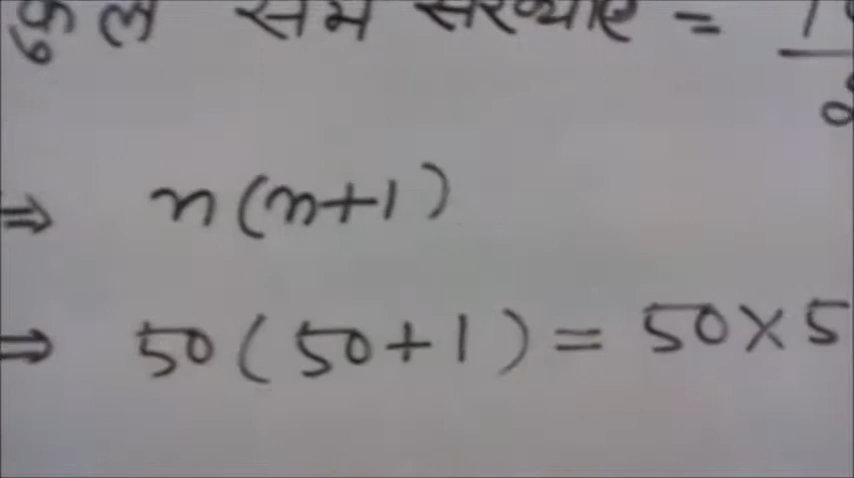 कुल सम संख्याएँ =
⇒ n(n+1)
⇒ 50(50+1) = 50×5